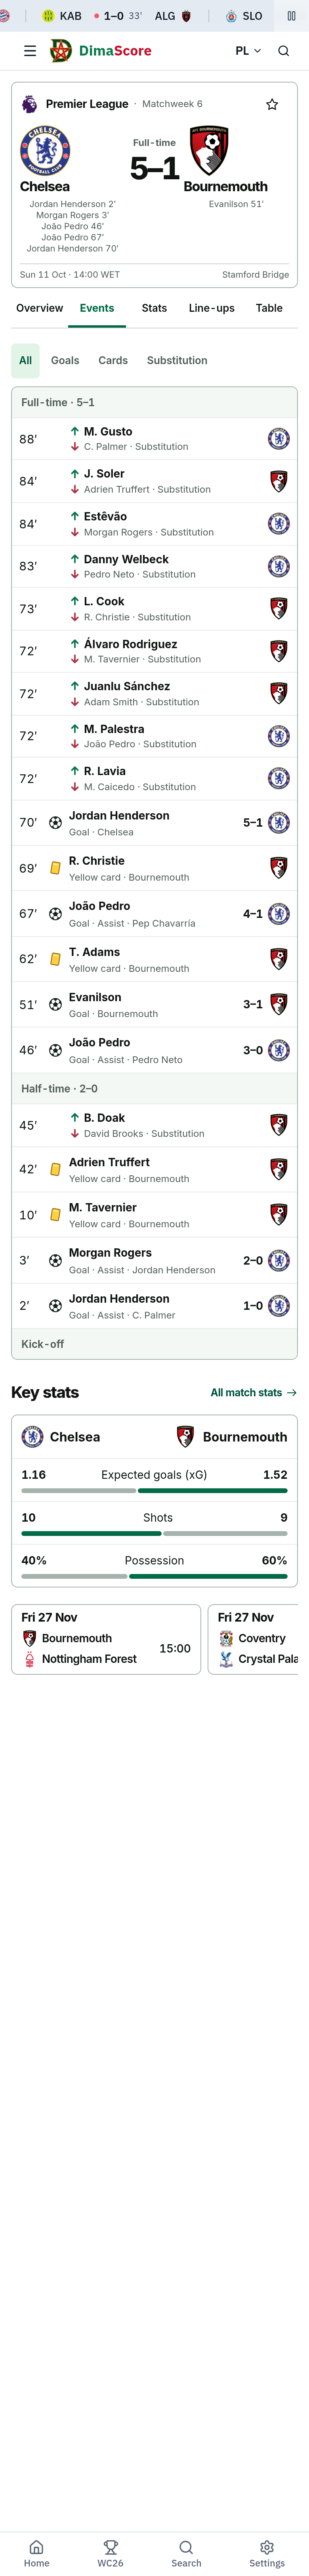 KAB 1–0 33' ALG SLO
DimaScore PL
Premier League · Matchweek 6
CHELSEA FOOTBALL CLUB
AFC BOURNEMOUTH
Full-time
5–1
Chelsea Bournemouth
Jordan Henderson 2' Evanilson 51'
Morgan Rogers 3'
João Pedro 46'
João Pedro 67'
Jordan Henderson 70'
Sun 11 Oct · 14:00 WET Stamford Bridge
Overview Events Stats Line-ups Table
All Goals Cards Substitution
Full-time · 5–1
88' M. Gusto
C. Palmer · Substitution
84' J. Soler
Adrien Truffert · Substitution
84' Estêvão
Morgan Rogers · Substitution
83' Danny Welbeck
Pedro Neto · Substitution
73' L. Cook
R. Christie · Substitution
72' Álvaro Rodriguez
M. Tavernier · Substitution
72' Juanlu Sánchez
Adam Smith · Substitution
72' M. Palestra
João Pedro · Substitution
72' R. Lavia
M. Caicedo · Substitution
70' Jordan Henderson 5–1
Goal · Chelsea
69' R. Christie
Yellow card · Bournemouth
67' João Pedro 4–1
Goal · Assist · Pep Chavarría
62' T. Adams
Yellow card · Bournemouth
51' Evanilson 3–1
Goal · Bournemouth
46' João Pedro 3–0
Goal · Assist · Pedro Neto
Half-time · 2–0
45' B. Doak
David Brooks · Substitution
42' Adrien Truffert
Yellow card · Bournemouth
10' M. Tavernier
Yellow card · Bournemouth
3' Morgan Rogers 2–0
Goal · Assist · Jordan Henderson
2' Jordan Henderson 1–0
Goal · Assist · C. Palmer
Kick-off
Key stats All match stats
Chelsea Bournemouth
1.16 Expected goals (xG) 1.52
10 Shots 9
40% Possession 60%
Fri 27 Nov Fri 27 Nov
Bournemouth 15:00 Coventry
Nottingham Forest Crystal Pala
Home WC26 Search Settings